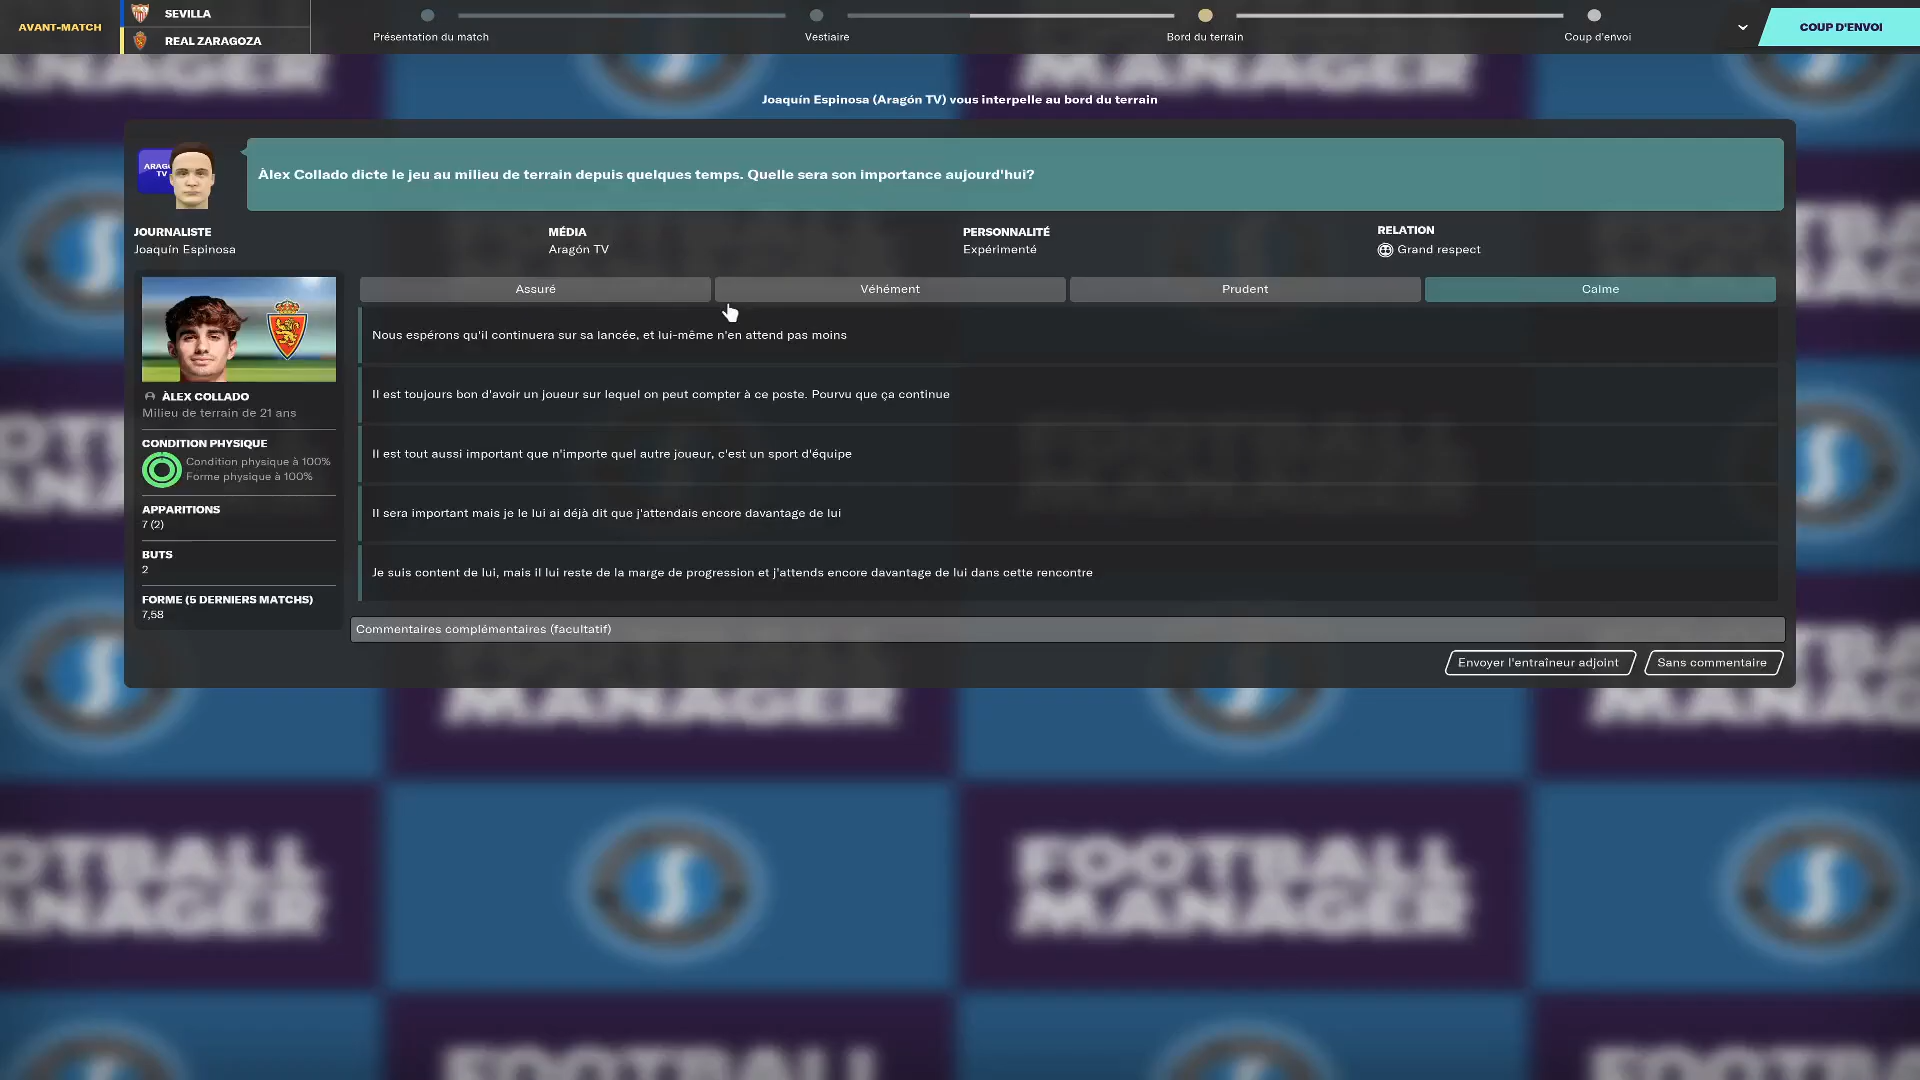 AVANT-MATCH
SEVILLA
REAL ZARAGOZA
Présentation du match
Vestiaire
Bord du terrain
Coup d'envoi
COUP D'ENVOI
Joaquín Espinosa (Aragón TV) vous interpelle au bord du terrain
TV
Àlex Collado dicte le jeu au milieu de terrain depuis quelques temps. Quelle sera son importance aujourd'hui?
JOURNALISTE
Joaquín Espinosa
MÉDIA
Aragón TV
PERSONNALITÉ
Expérimenté
RELATION
Grand respect
Assuré
Véhément
Prudent
Calme
Nous espérons qu'il continuera sur sa lancée, et lui-même n'en attend pas moins
Il est toujours bon d'avoir un joueur sur lequel on peut compter à ce poste. Pourvu que ça continue
Il est tout aussi important que n'importe quel autre joueur, c'est un sport d'équipe
Il sera important mais je le lui ai déjà dit que j'attendais encore davantage de lui
Je suis content de lui, mais il lui reste de la marge de progression et j'attends encore davantage de lui dans cette rencontre
ÀLEX COLLADO
Milieu de terrain de 21 ans
CONDITION PHYSIQUE
Condition physique à 100%
Forme physique à 100%
APPARITIONS
7 (2)
BUTS
2
FORME (5 DERNIERS MATCHS)
7,58
Commentaires complémentaires (facultatif)
Envoyer l'entraîneur adjoint
Sans commentaire
FOOTBALL
MANAGER